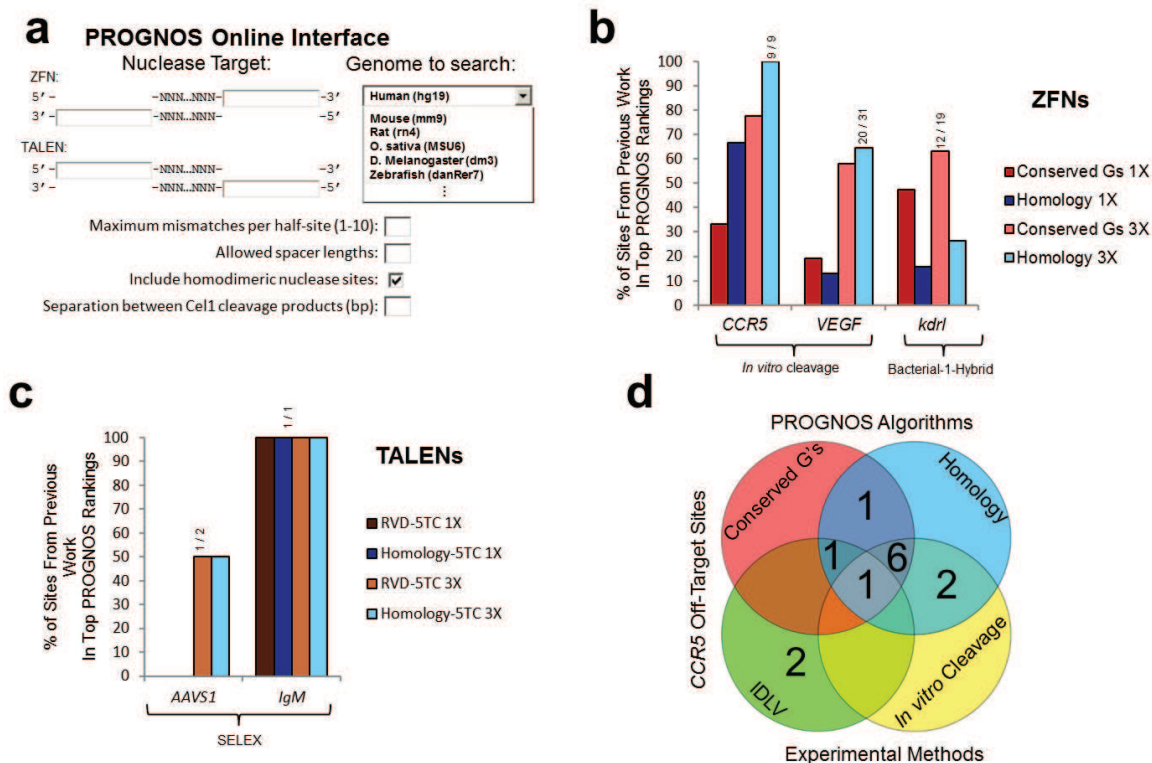 a
PROGNOS Online Interface
Nuclease Target:
Genome to search:
ZFN:
5′ - -NNN…NNN- -3′
3′ - -NNN…NNN- -5′
TALEN:
5′ - -NNN…NNN- -3′
3′ - -NNN…NNN- -5′
Human (hg19)
Mouse (mm9)
Rat (rn4)
O. sativa (MSU6)
D. Melanogaster (dm3)
Zebrafish (danRer7)
⋮
Maximum mismatches per half-site (1-10):
Allowed spacer lengths:
Include homodimeric nuclease sites:
Separation between Cel1 cleavage products (bp):
b
% of Sites From Previous Work
In Top PROGNOS Rankings
100
90
80
70
60
50
40
30
20
10
0
9 / 9
20 / 31
12 / 19
CCR5
VEGF
kdrl
In vitro cleavage
Bacterial-1-Hybrid
ZFNs
Conserved Gs 1X
Homology 1X
Conserved Gs 3X
Homology 3X
c
% of Sites From Previous
Work
In Top PROGNOS Rankings
100
90
80
70
60
50
40
30
20
10
0
1 / 2
1 / 1
AAVS1
IgM
SELEX
TALENs
RVD-5TC 1X
Homology-5TC 1X
RVD-5TC 3X
Homology-5TC 3X
d
PROGNOS Algorithms
CCR5 Off-Target Sites
Conserved G's
Homology
1
1
6
1
2
2
IDLV
In vitro Cleavage
Experimental Methods